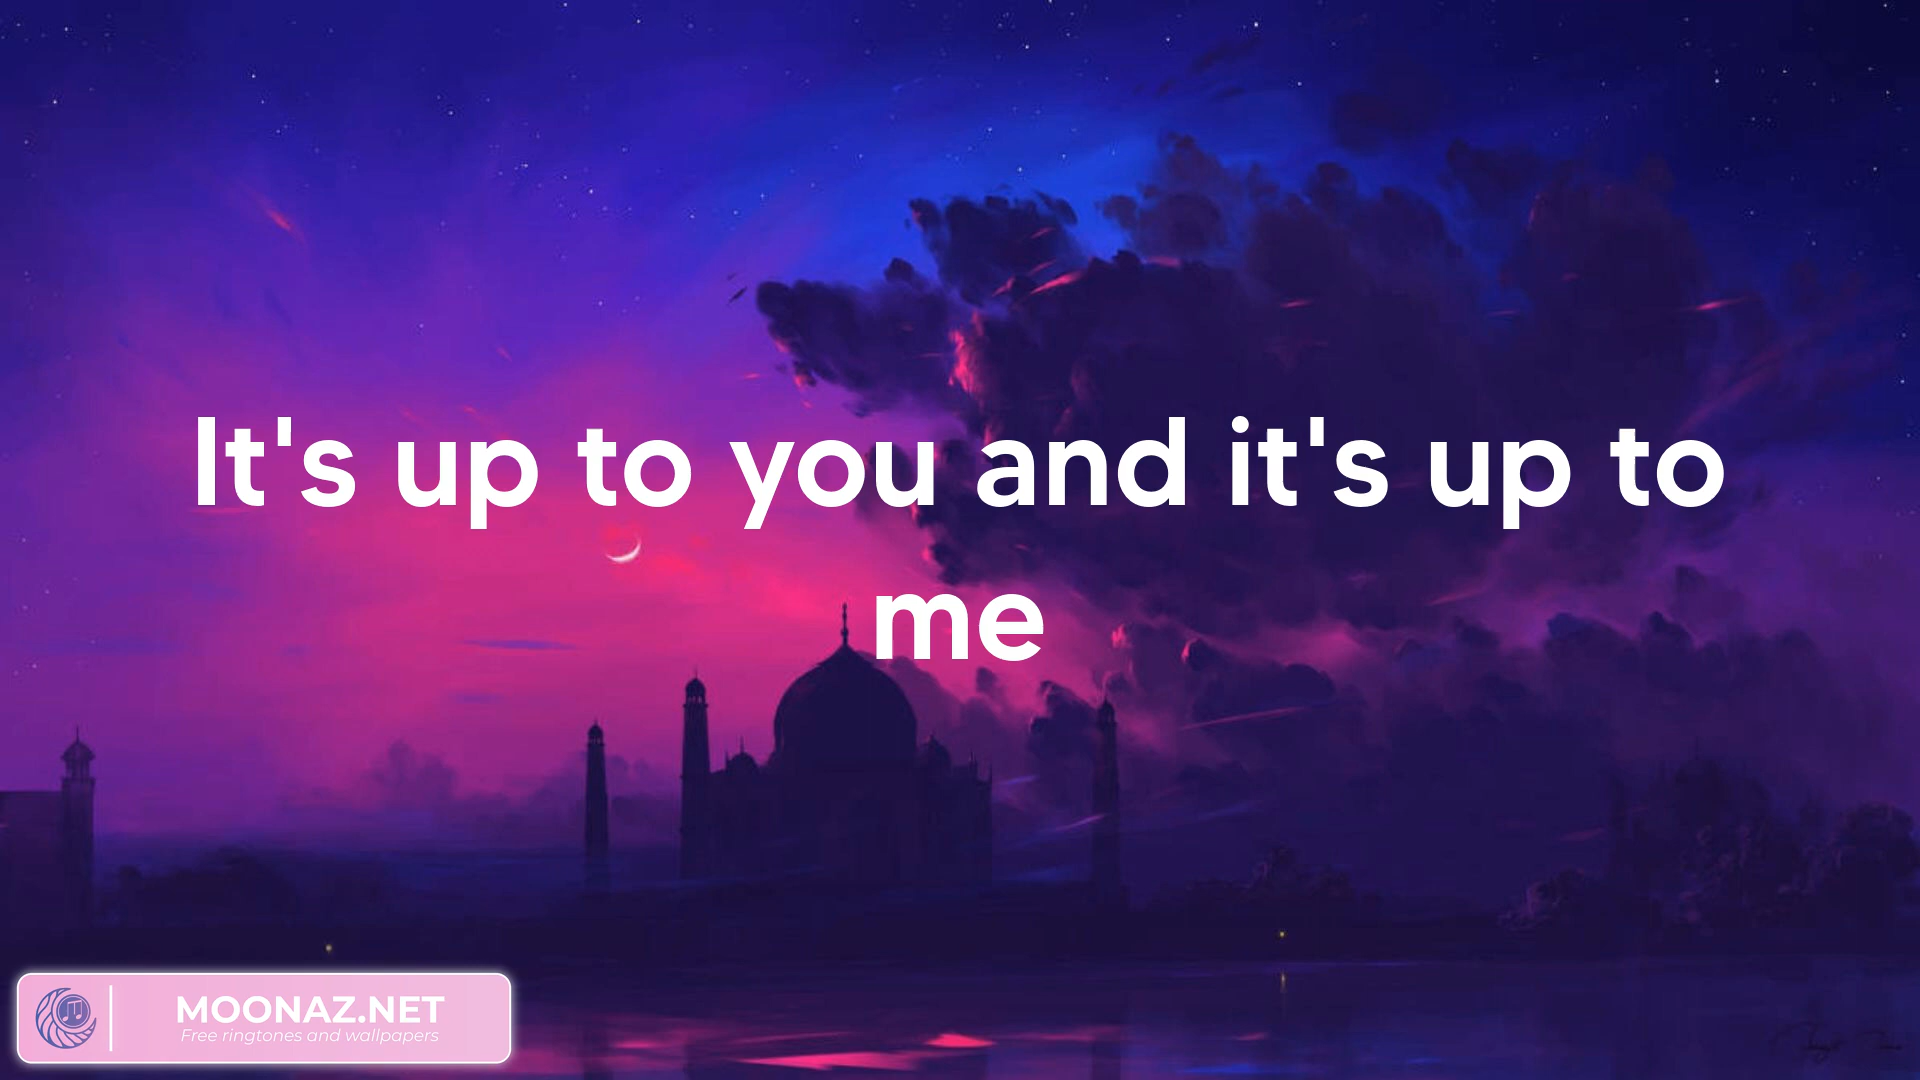 It's up to you and it's up to
me
MOONAZ.NET
Free ringtones and wallpapers